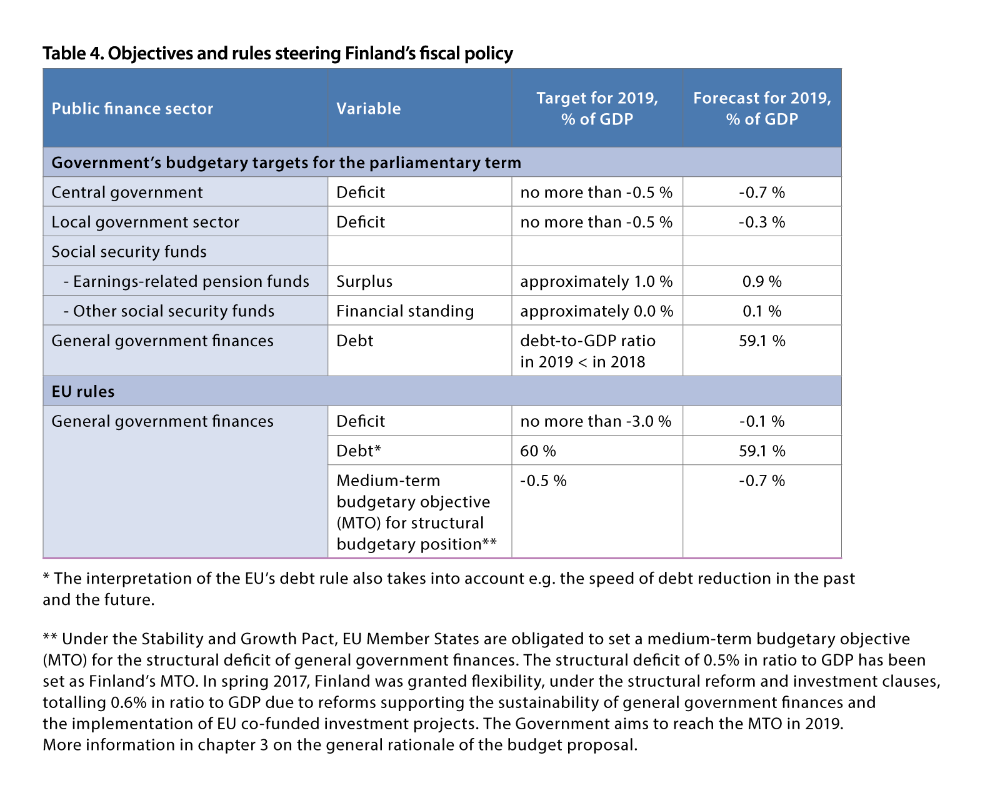 Table 4. Objectives and rules steering Finland’s fiscal policy
Public finance sector
Variable
Target for 2019,
% of GDP
Forecast for 2019,
% of GDP
Government’s budgetary targets for the parliamentary term
Central government
Deficit
no more than -0.5 %
-0.7 %
Local government sector
Deficit
no more than -0.5 %
-0.3 %
Social security funds
- Earnings-related pension funds
Surplus
approximately 1.0 %
0.9 %
- Other social security funds
Financial standing
approximately 0.0 %
0.1 %
General government finances
Debt
debt-to-GDP ratio
in 2019 < in 2018
59.1 %
EU rules
General government finances
Deficit
no more than -3.0 %
-0.1 %
Debt*
60 %
59.1 %
Medium-term
budgetary objective
(MTO) for structural
budgetary position**
-0.5 %
-0.7 %
* The interpretation of the EU’s debt rule also takes into account e.g. the speed of debt reduction in the past
and the future.
** Under the Stability and Growth Pact, EU Member States are obligated to set a medium-term budgetary objective
(MTO) for the structural deficit of general government finances. The structural deficit of 0.5% in ratio to GDP has been
set as Finland’s MTO. In spring 2017, Finland was granted flexibility, under the structural reform and investment clauses,
totalling 0.6% in ratio to GDP due to reforms supporting the sustainability of general government finances and
the implementation of EU co-funded investment projects. The Government aims to reach the MTO in 2019.
More information in chapter 3 on the general rationale of the budget proposal.